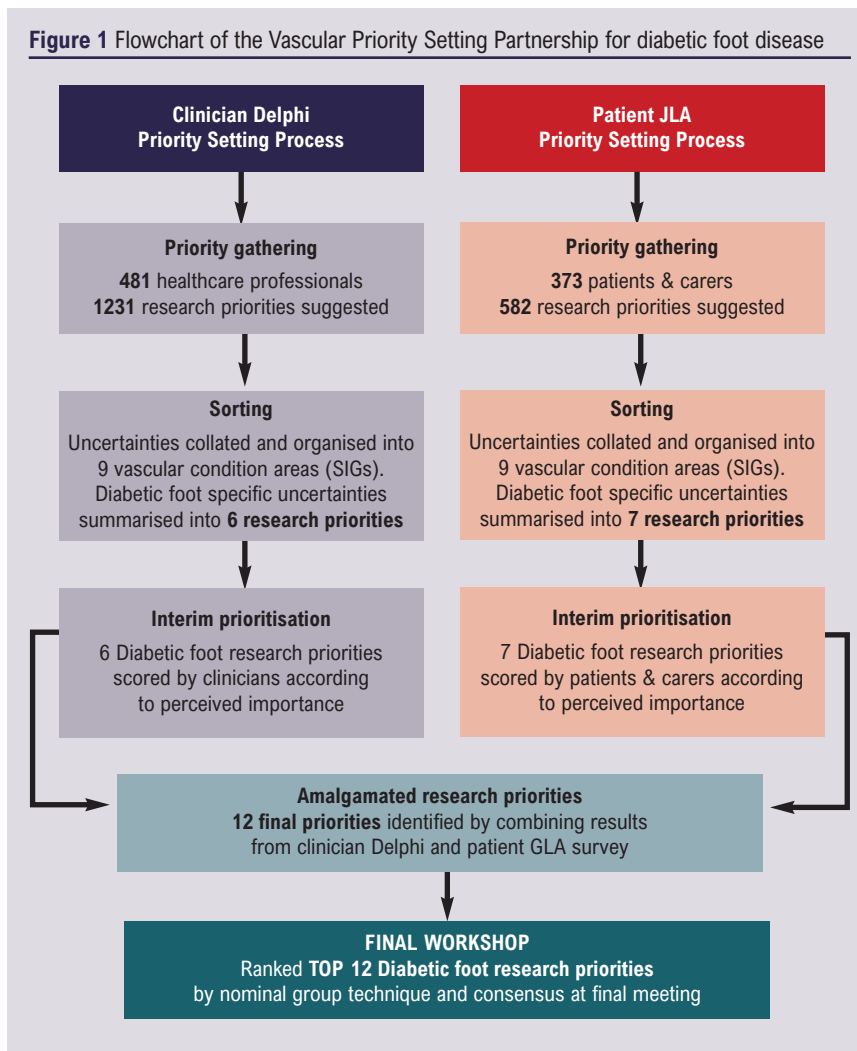 Figure 1 Flowchart of the Vascular Priority Setting Partnership for diabetic foot disease
Clinician Delphi
Priority Setting Process
Patient JLA
Priority Setting Process
Priority gathering
481 healthcare professionals
1231 research priorities suggested
Priority gathering
373 patients & carers
582 research priorities suggested
Sorting
Uncertainties collated and organised into
9 vascular condition areas (SIGs).
Diabetic foot specific uncertainties
summarised into 6 research priorities
Sorting
Uncertainties collated and organised into
9 vascular condition areas (SIGs).
Diabetic foot specific uncertainties
summarised into 7 research priorities
Interim prioritisation
6 Diabetic foot research priorities
scored by clinicians according
to perceived importance
Interim prioritisation
7 Diabetic foot research priorities
scored by patients & carers according
to perceived importance
Amalgamated research priorities
12 final priorities identified by combining results
from clinician Delphi and patient GLA survey
FINAL WORKSHOP
Ranked TOP 12 Diabetic foot research priorities
by nominal group technique and consensus at final meeting